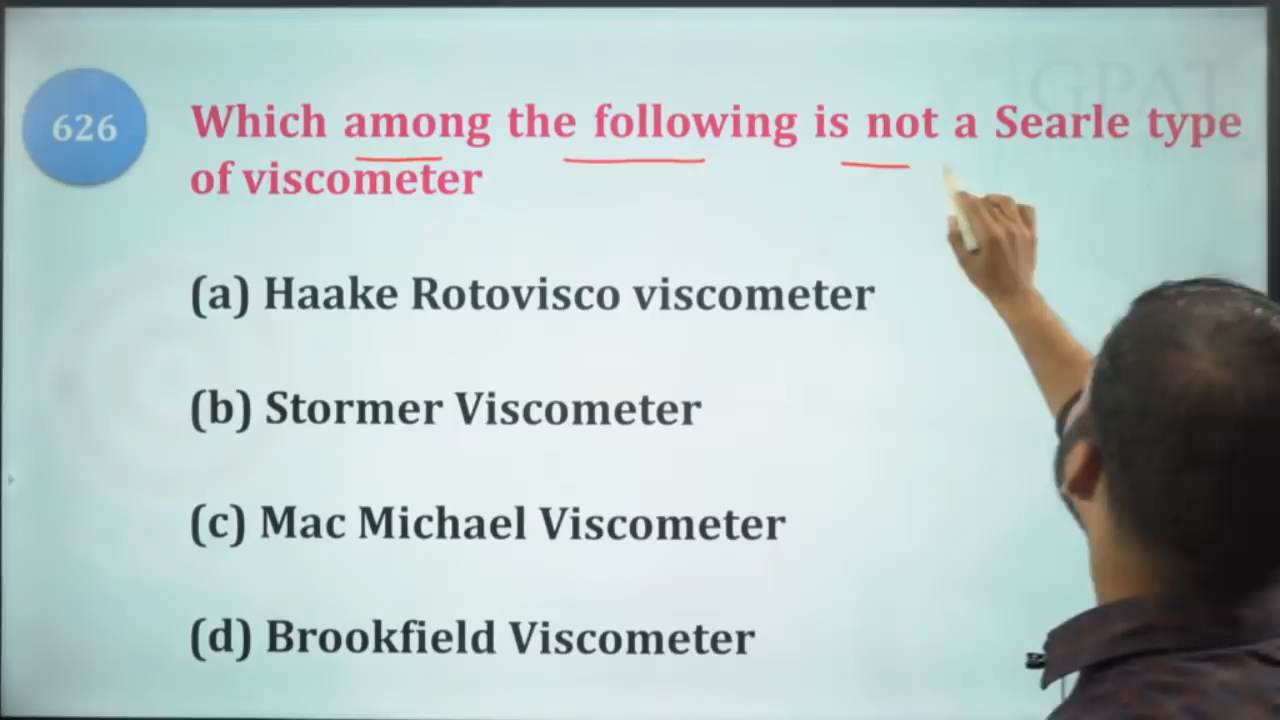 GPAT
626
Which among the following is not a Searle type
of viscometer
(a) Haake Rotovisco viscometer
(b) Stormer Viscometer
(c) Mac Michael Viscometer
(d) Brookfield Viscometer